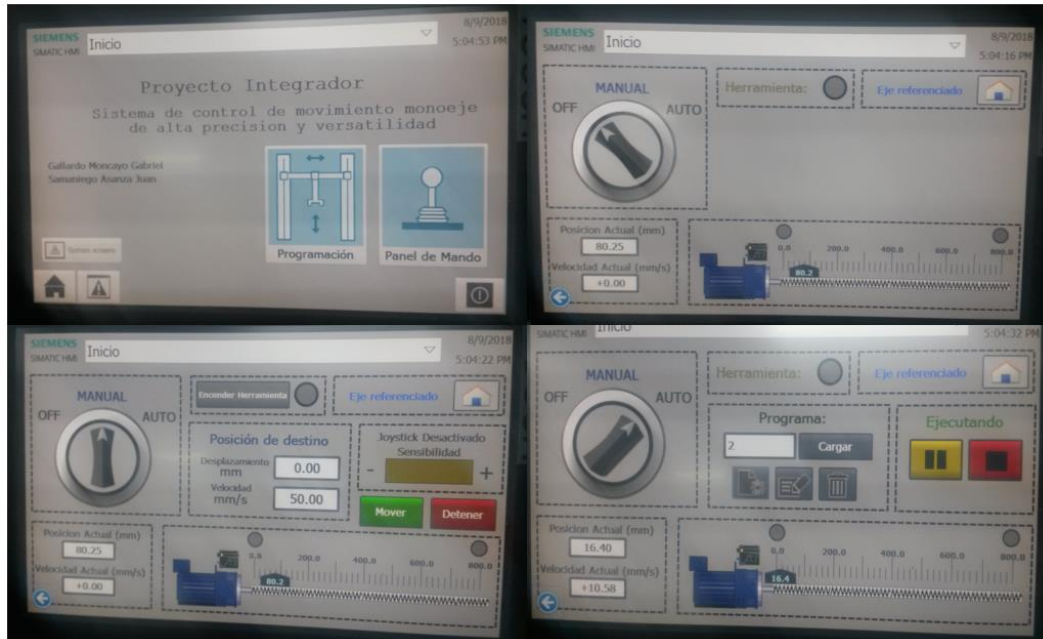 SIEMENS
SIMATIC HMI
Inicio
8/9/2018
5:04:53 PM
Proyecto Integrador
Sistema de control de movimiento monoeje
de alta precision y versatilidad
Gallardo Moncayo Gabriel
Samaniego Asanza Juan
System screens
Programación
Panel de Mando
SIEMENS
SIMATIC HMI
Inicio
8/9/2018
5:04:16 PM
MANUAL
OFF
AUTO
Herramienta:
Eje referenciado
Posicion Actual (mm)
80.25
Velocidad Actual (mm/s)
+0.00
0.0 200.0 400.0 600.0 800.0
80.2
SIEMENS
SIMATIC HMI
Inicio
8/9/2018
5:04:22 PM
MANUAL
OFF
AUTO
Encender Herramienta
Eje referenciado
Posición de destino
Desplazamiento
mm
0.00
Velocidad
mm/s
50.00
Joystick Desactivado
Sensibilidad
- +
Mover
Detener
Posicion Actual (mm)
80.25
Velocidad Actual (mm/s)
+0.00
0.0 200.0 400.0 600.0 800.0
80.2
SIMATIC HMI
Inicio
5:04:32 PM
MANUAL
OFF
AUTO
Herramienta:
Eje referenciado
Programa:
2
Cargar
Ejecutando
Posicion Actual (mm)
16.40
Velocidad Actual (mm/s)
+10.58
0.0 200.0 400.0 600.0 800.0
16.4